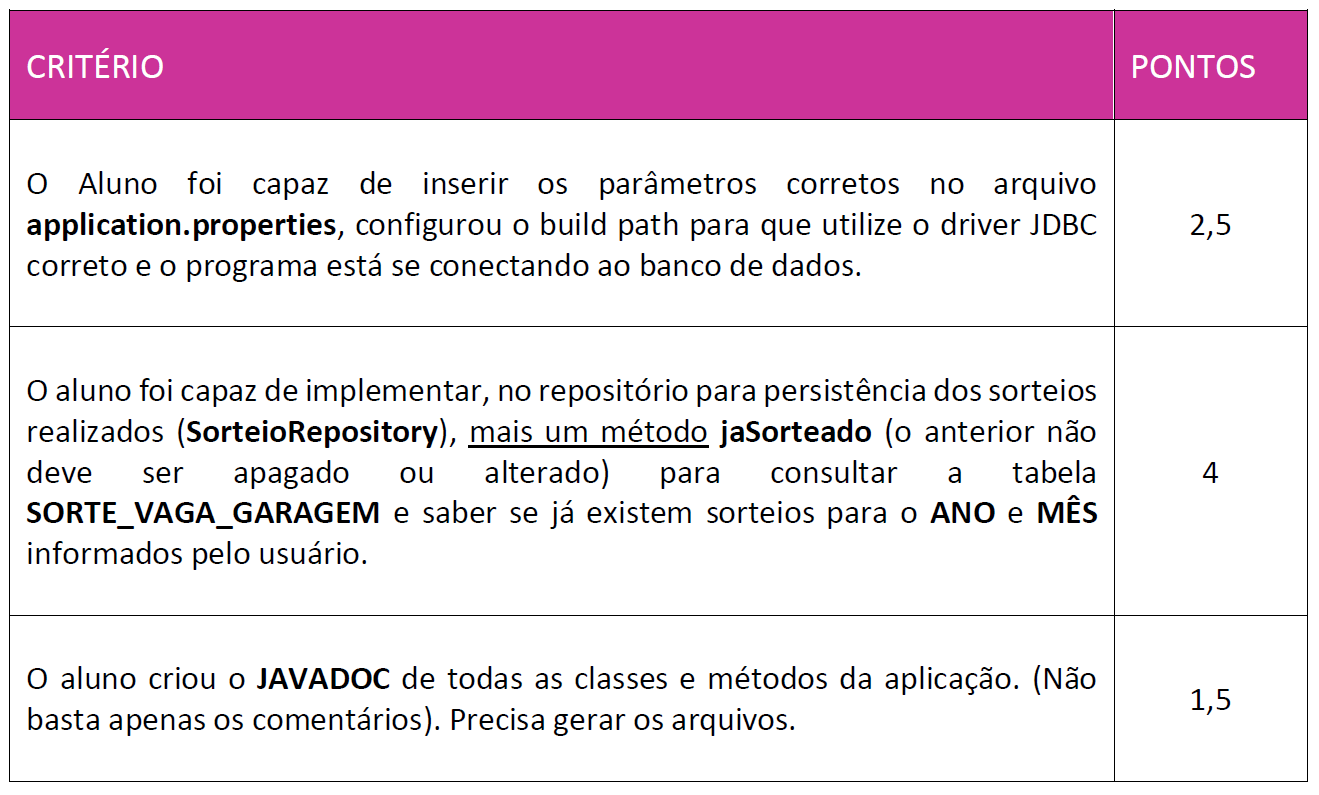 CRITÉRIO
PONTOS
O Aluno foi capaz de inserir os parâmetros corretos no arquivo
application.properties, configurou o build path para que utilize o driver JDBC
correto e o programa está se conectando ao banco de dados.
2,5
O aluno foi capaz de implementar, no repositório para persistência dos sorteios
realizados (SorteioRepository), mais um método jaSorteado (o anterior não
deve ser apagado ou alterado) para consultar a tabela
SORTE_VAGA_GARAGEM e saber se já existem sorteios para o ANO e MÊS
informados pelo usuário.
4
O aluno criou o JAVADOC de todas as classes e métodos da aplicação. (Não
basta apenas os comentários). Precisa gerar os arquivos.
1,5